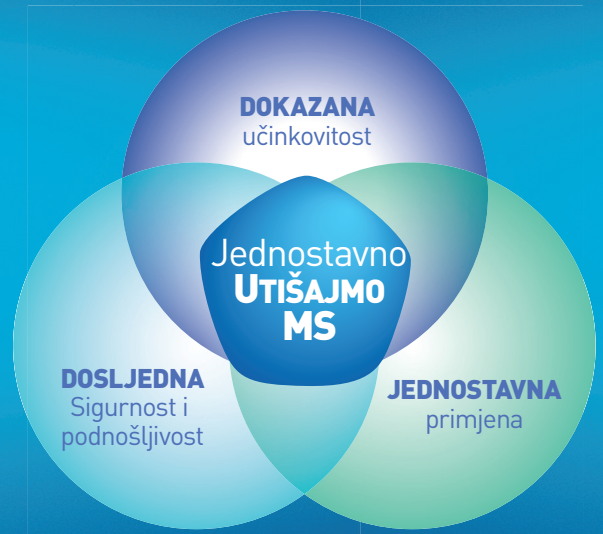 DOKAZANA
učinkovitost
Jednostavno
UTIŠAJMO
MS
DOSLJEDNA
Sigurnost i
podnošljivost
JEDNOSTAVNA
primjena